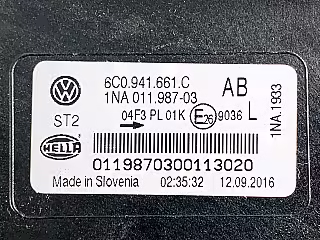 6C0.941.661.C AB
1NA 011.987-03
ST2 04F3 PL 01K E26 9036 L
1NA.1933
HELLA
0119870300113020
Made in Slovenia 02:35:32 12.09.2016